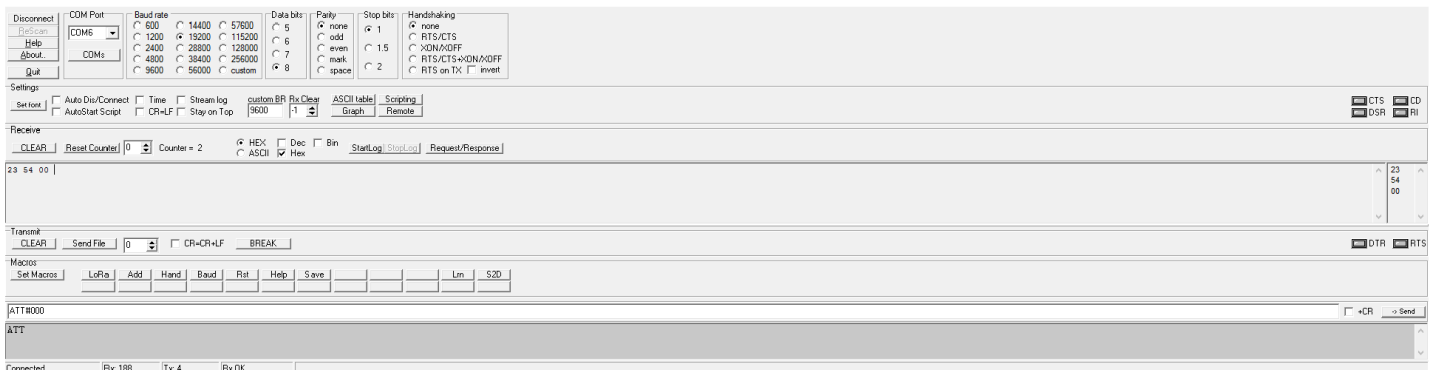 Disconnect
ReScan
Help
About..
Quit
COM Port
COM6
COMs
Baud rate
600 14400 57600
1200 19200 115200
2400 28800 128000
4800 38400 256000
9600 56000 custom
Data bits
5
6
7
8
Parity
none
odd
even
mark
space
Stop bits
1
1.5
2
Handshaking
none
RTS/CTS
XON/XOFF
RTS/CTS+XON/XOFF
RTS on TX invert
Settings
Set font
Auto Dis/Connect Time Stream log
AutoStart Script CR=LF Stay on Top
custom BR Rx Clear
9600 -1
ASCII table Scripting
Graph Remote
CTS CD
DSR RI
Receive
CLEAR Reset Counter 0 Counter = 2
HEX Dec Bin
ASCII Hex
StartLog StopLog Request/Response
23 54 00
23
54
00
Transmit
CLEAR Send File 0 CR=CR+LF BREAK
DTR RTS
Macros
Set Macros LoRa Add Hand Baud Rst Help Save Lrn S2D
ATT#000
+CR -> Send
ATT
Connected Rx: 188 Tx: 4 Rx OK